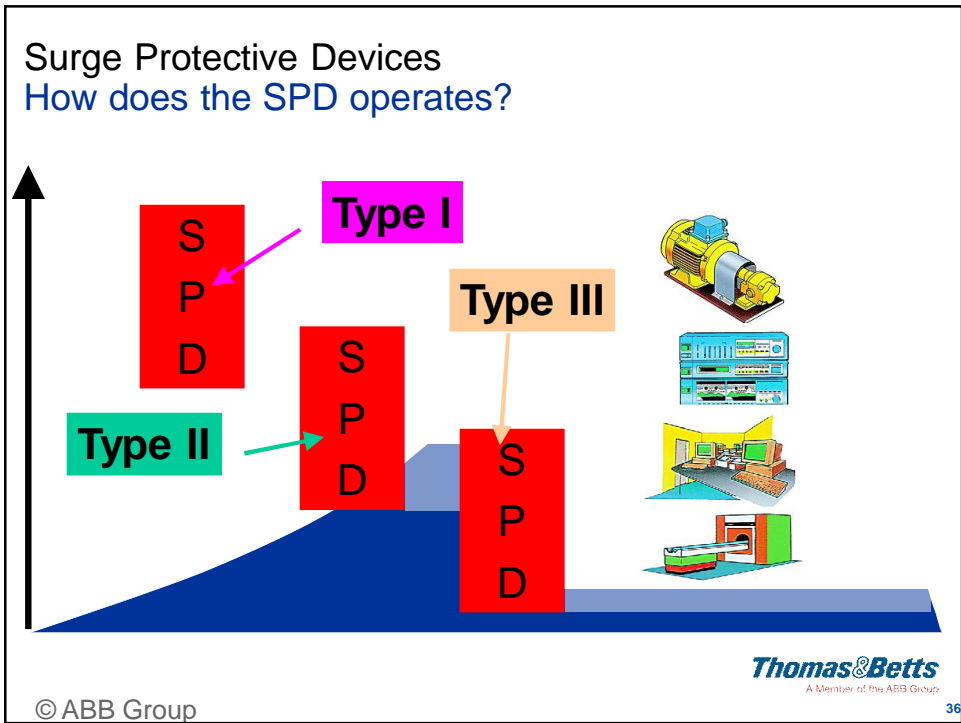 Surge Protective Devices
How does the SPD operates?
Type I
S
P
D
Type III
S
P
D
Type II
S
P
D
Thomas&Betts
A Member of the ABB Group
© ABB Group
36